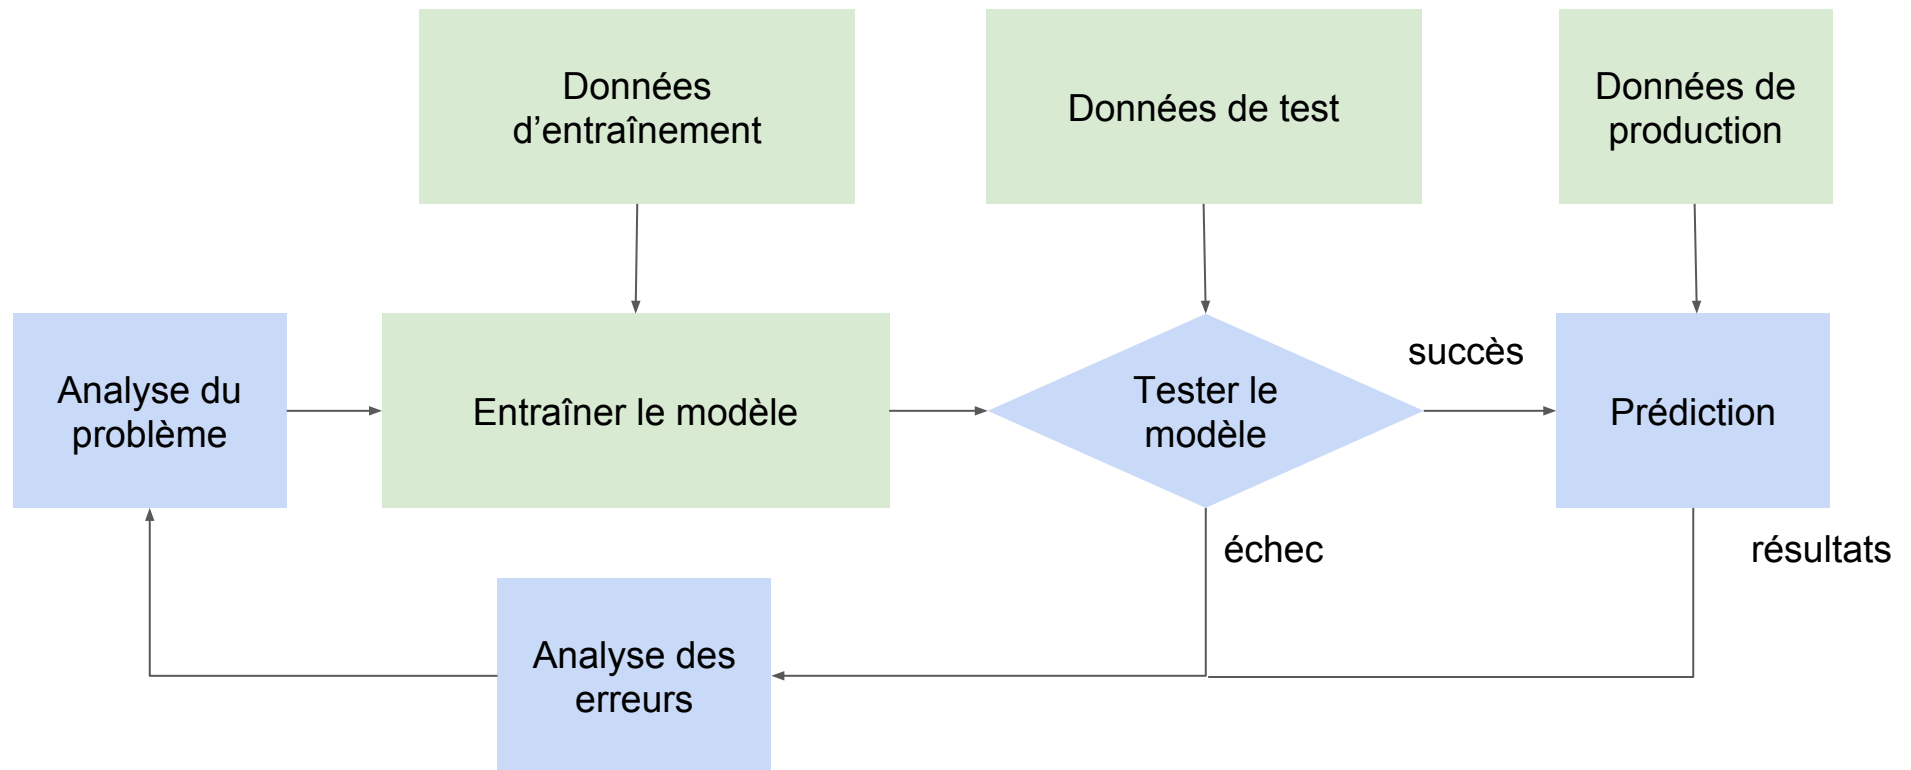 Données
d’entraînement
Données de test
Données de
production
Analyse du
problème
Entraîner le modèle
Tester le
modèle
succès
Prédiction
échec
résultats
Analyse des
erreurs